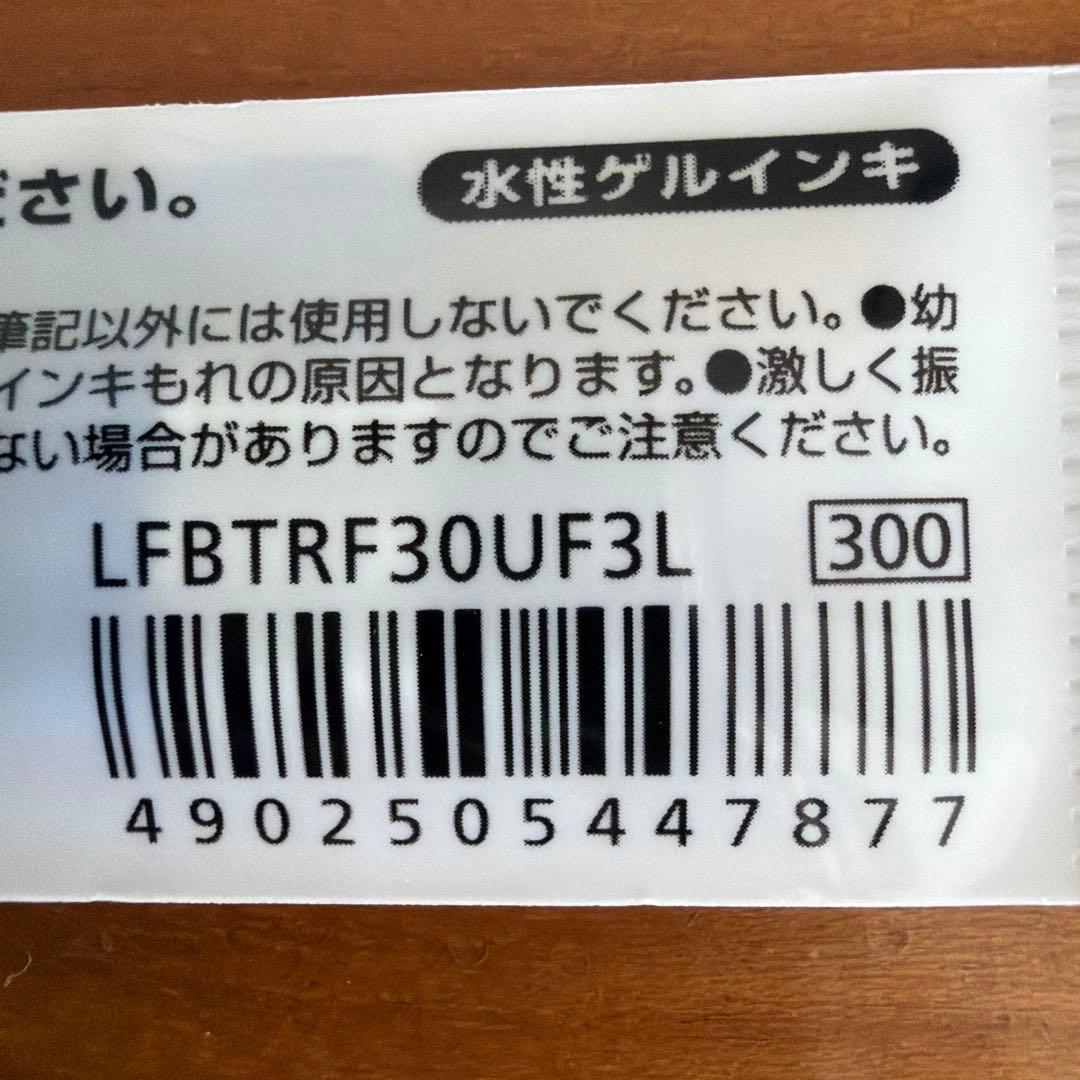 ださい。
水性ゲルインキ
筆記以外には使用しないでください。●幼
インキもれの原因となります。●激しく振
ない場合がありますのでご注意ください。
LFBTRF30UF3L
300
4902505447877